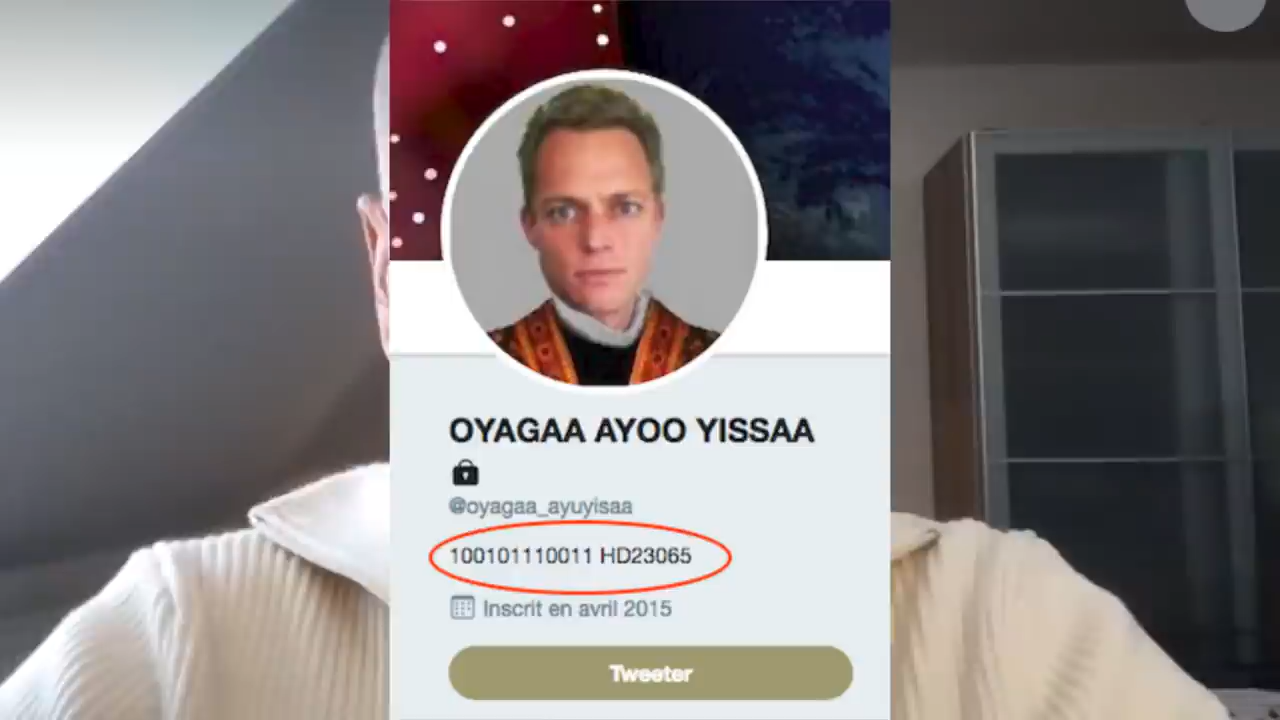 OYAGAA AYOO YISSAA
@oyagaa_ayuyisaa
100101110011 HD23065
Inscrit en avril 2015
Tweeter